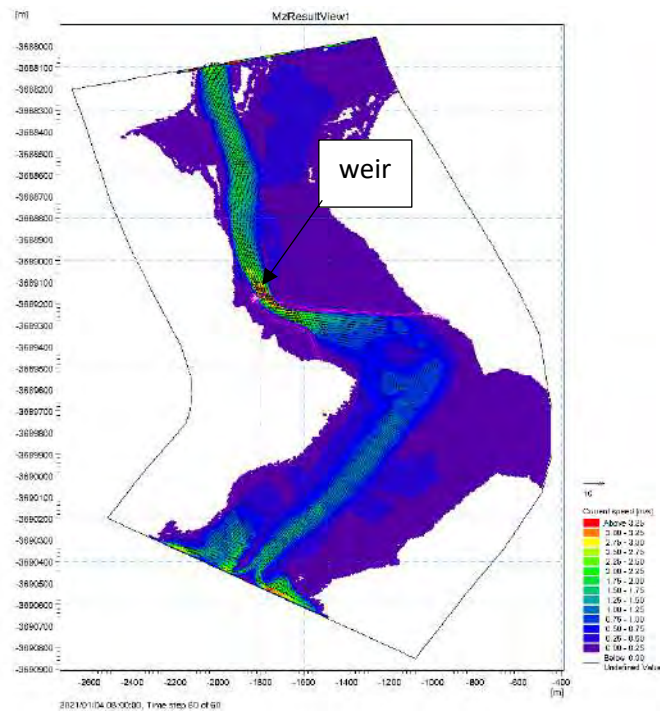 [m]
MzResultView1
-3688000
-3688100
-3688200
-3688300
-3688400
-3688500
-3688600
-3688700
-3688800
-3688900
-3689000
-3689100
-3689200
-3689300
-3689400
-3689500
-3689600
-3689700
-3689800
-3689900
-3690000
-3690100
-3690200
-3690300
-3690400
-3690500
-3690600
-3690700
-3690800
-3690900
weir
10
Current speed [m/s]
Above 3.25
3.00 - 3.25
2.75 - 3.00
2.50 - 2.75
2.25 - 2.50
2.00 - 2.25
1.75 - 2.00
1.50 - 1.75
1.25 - 1.50
1.00 - 1.25
0.75 - 1.00
0.50 - 0.75
0.25 - 0.50
0.00 - 0.25
Below 0.00
Undefined Value
-2600 -2400 -2200 -2000 -1800 -1600 -1400 -1200 -1000 -800 -600 -400
[m]
2021/01/04 08:00:00, Time step 60 of 60